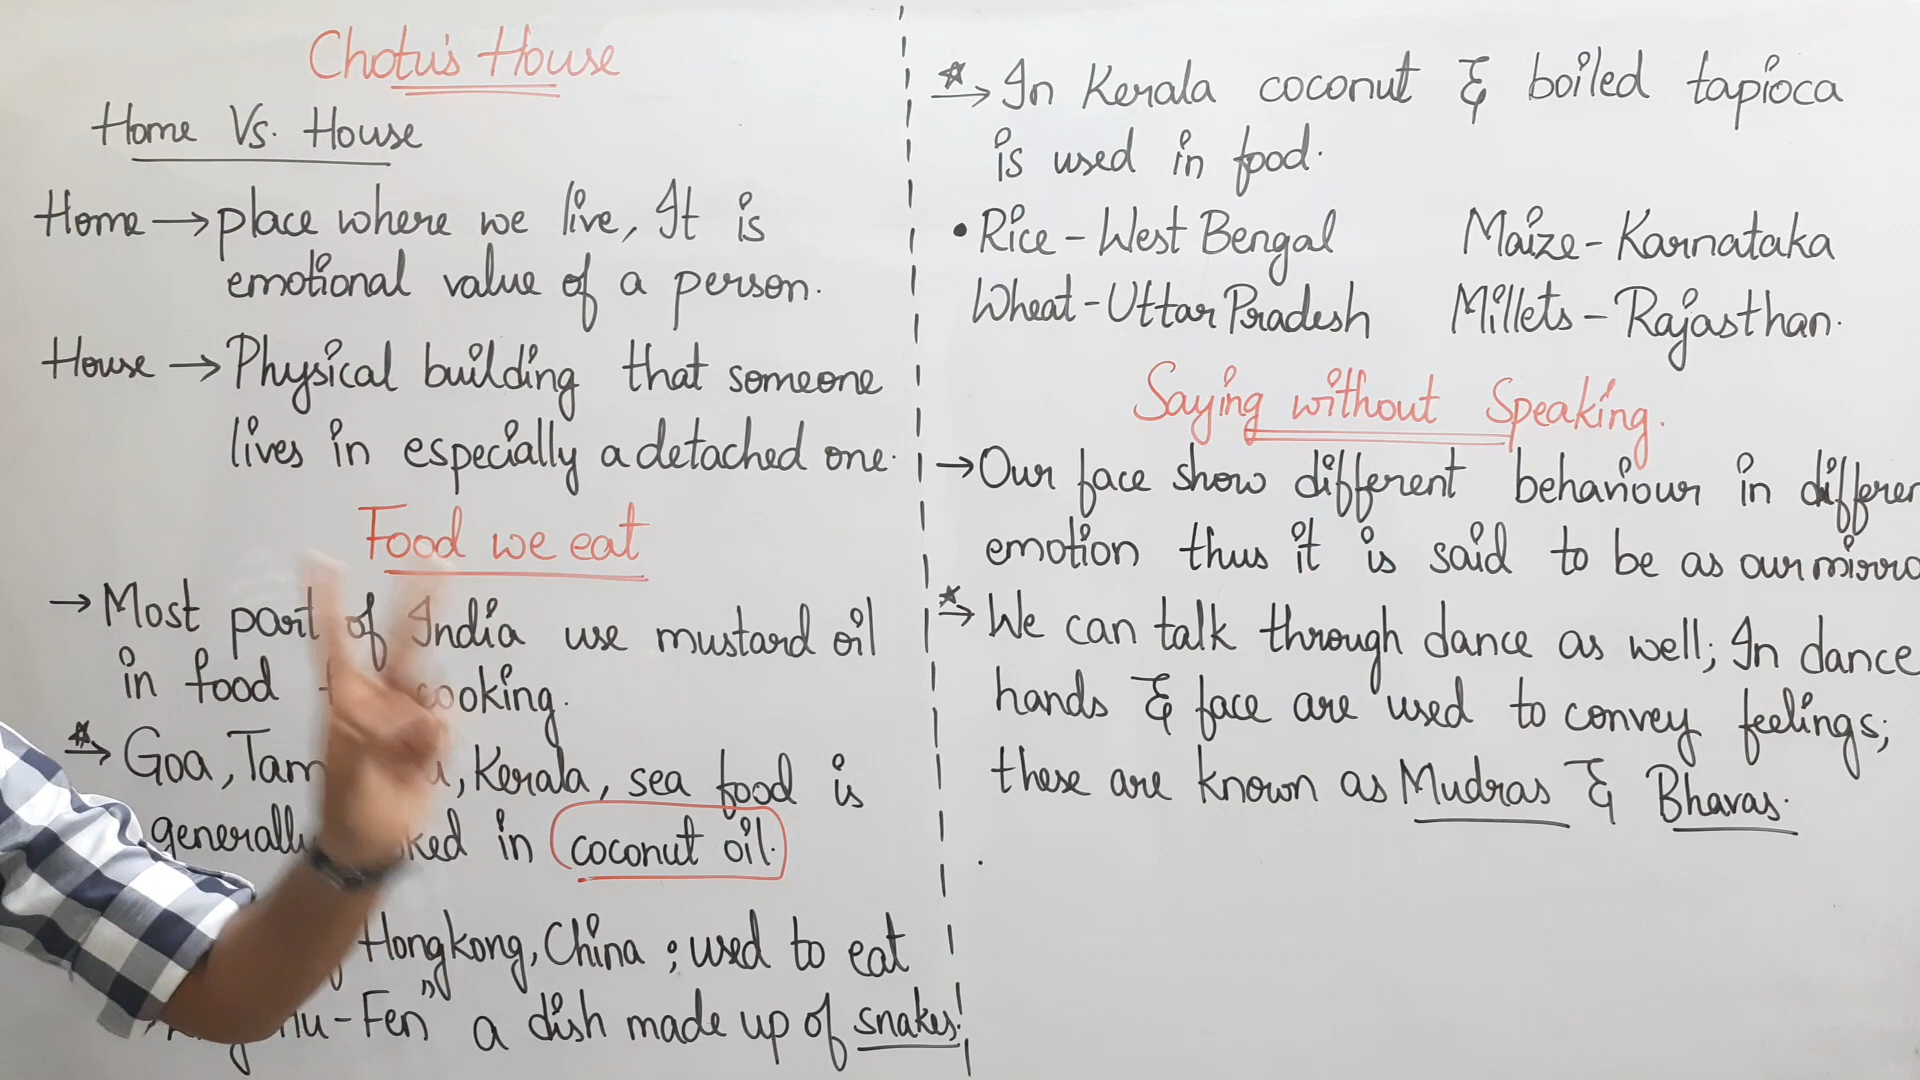 Chotu's House
Home Vs. House
Home → place where we live, It is
emotional value of a person.
House → Physical building that someone
lives in especially a detached one.
Food we eat
→ Most part of India use mustard oil
in food cooking.
Goa, Kerala, sea food is
generally in coconut oil.
Hongkong, China ; used to eat
Fen" a dish made up of snakes!
→ In Kerala coconut & boiled tapioca
is used in food.
• Rice - West Bengal Maize - Karnataka
Wheat - Uttar Pradesh Millets - Rajasthan.
Saying without Speaking.
→ Our face show different behaviour in differen
emotion thus it is said to be as our mirro
→ We can talk through dance as well; In dance
hands & face are used to convey feelings;
these are known as Mudras & Bhavas.